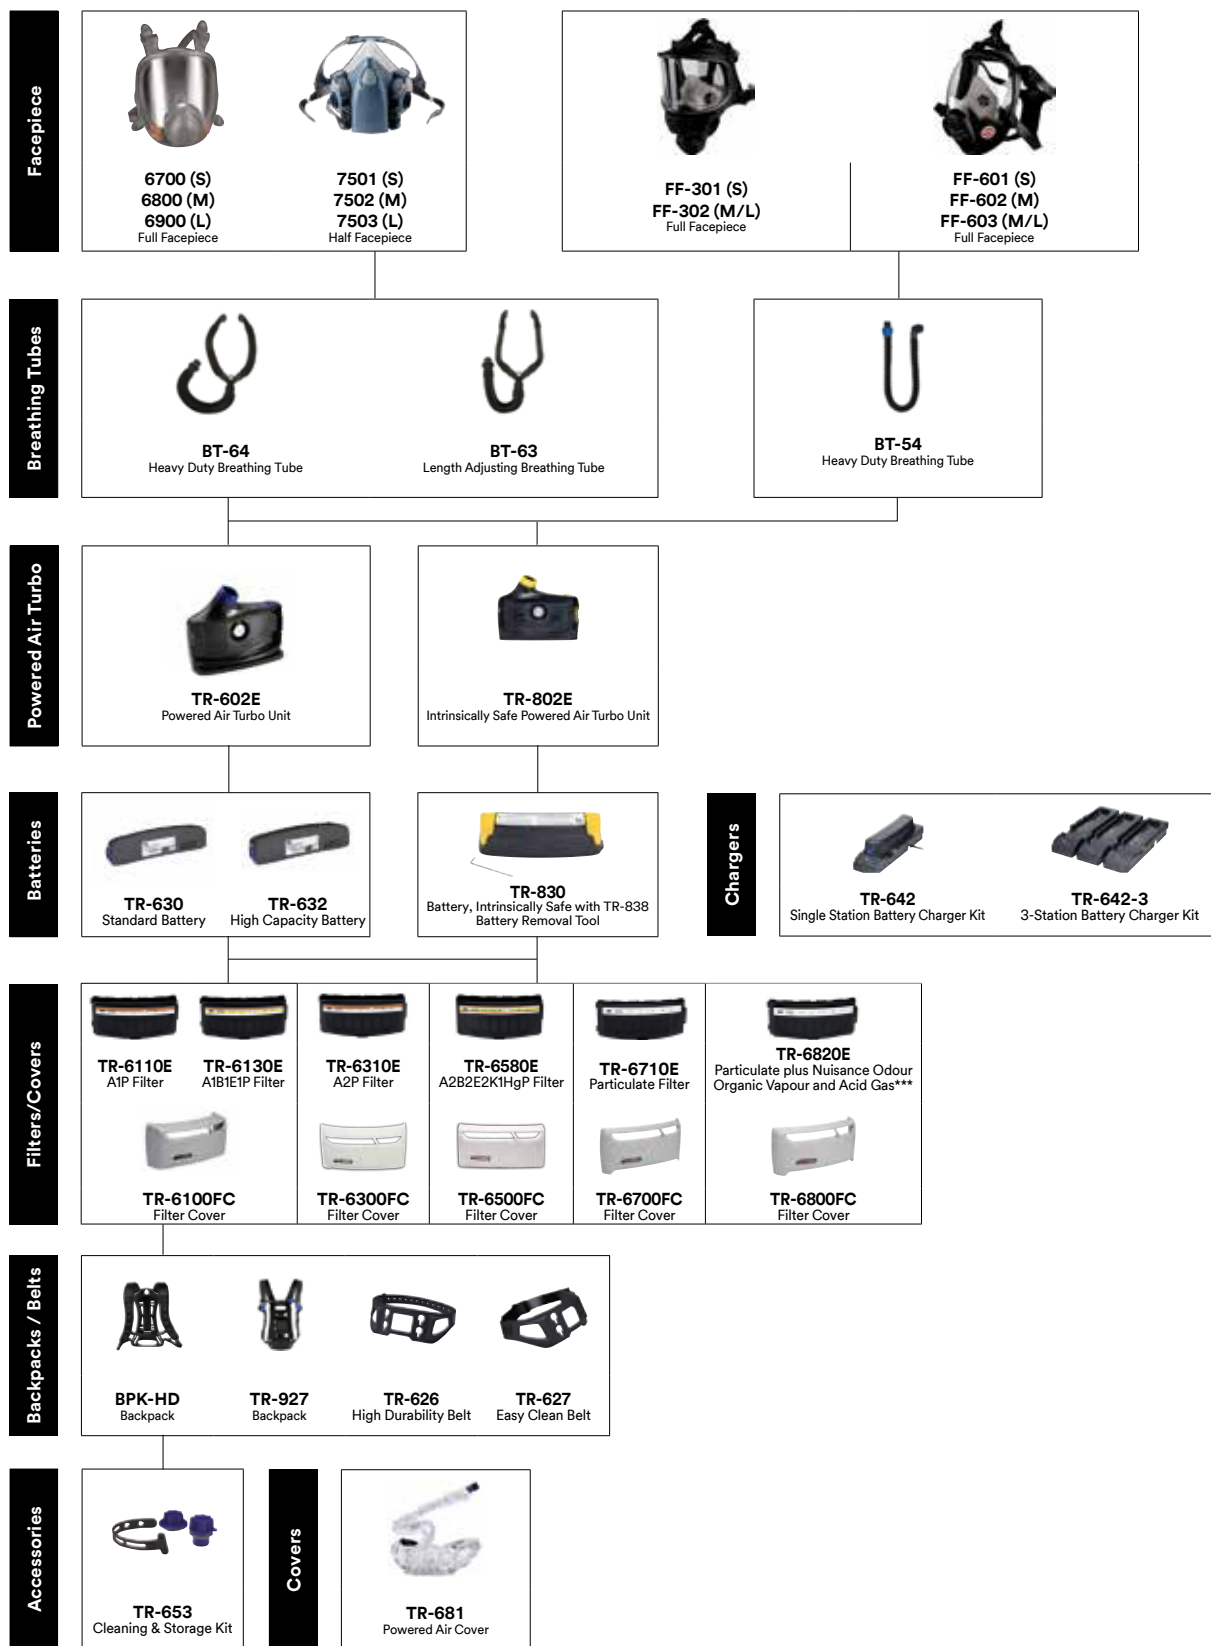 Facepiece
6700 (S)
6800 (M)
6900 (L)
Full Facepiece
7501 (S)
7502 (M)
7503 (L)
Half Facepiece
FF-301 (S)
FF-302 (M/L)
Full Facepiece
FF-601 (S)
FF-602 (M)
FF-603 (M/L)
Full Facepiece
Breathing Tubes
BT-64
Heavy Duty Breathing Tube
BT-63
Length Adjusting Breathing Tube
BT-54
Heavy Duty Breathing Tube
Powered Air Turbo
TR-602E
Powered Air Turbo Unit
TR-802E
Intrinsically Safe Powered Air Turbo Unit
Batteries
TR-630
Standard Battery
TR-632
High Capacity Battery
TR-830
Battery, Intrinsically Safe with TR-838
Battery Removal Tool
Chargers
TR-642
Single Station Battery Charger Kit
TR-642-3
3-Station Battery Charger Kit
Filters/Covers
TR-6110E
A1P Filter
TR-6130E
A1B1E1P Filter
TR-6310E
A2P Filter
TR-6580E
A2B2E2K1HgP Filter
TR-6710E
Particulate Filter
TR-6820E
Particulate plus Nuisance Odour
Organic Vapour and Acid Gas***
TR-6100FC
Filter Cover
TR-6300FC
Filter Cover
TR-6500FC
Filter Cover
TR-6700FC
Filter Cover
TR-6800FC
Filter Cover
Backpacks / Belts
BPK-HD
Backpack
TR-927
Backpack
TR-626
High Durability Belt
TR-627
Easy Clean Belt
Accessories
TR-653
Cleaning & Storage Kit
Covers
TR-681
Powered Air Cover